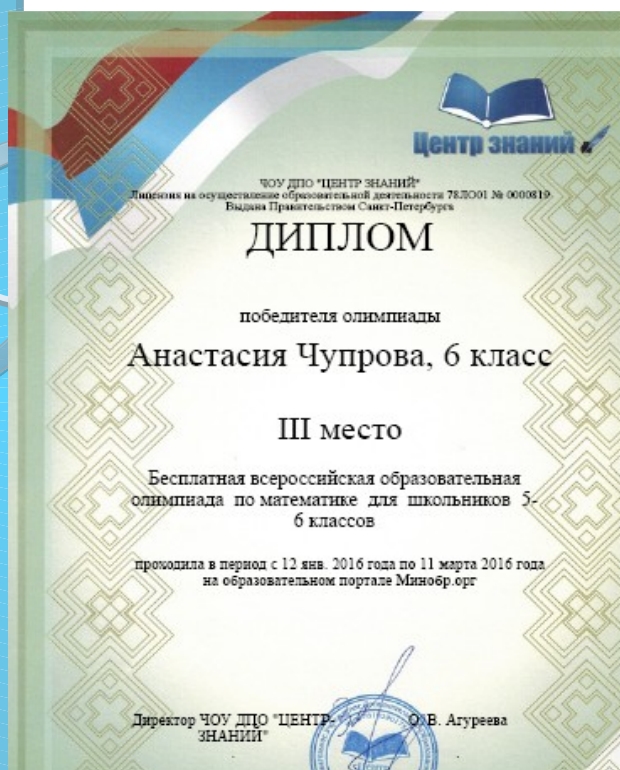 Центр знаний
ЧОУ ДПО "ЦЕНТР ЗНАНИЙ"
Лицензия на осуществление образовательной деятельности 78ЛО01 № 0000819
Выдана Правительством Санкт-Петербурга
ДИПЛОМ
победителя олимпиады
Анастасия Чупрова, 6 класс
III место
Бесплатная всероссийская образовательная
олимпиада по математике для школьников 5-
6 классов
проходила в период с 12 янв. 2016 года по 11 марта 2016 года
на образовательном портале Минобр.орг
Директор ЧОУ ДПО "ЦЕНТР О. В. Агуреева
ЗНАНИЙ"